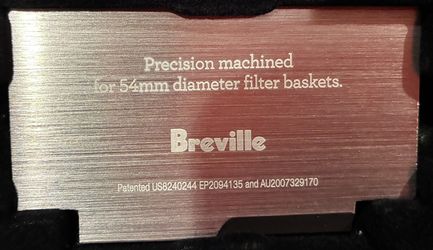 Precision machined
for 54mm diameter filter baskets.
Breville
Patented US8240244 EP2094135 and AU2007329170